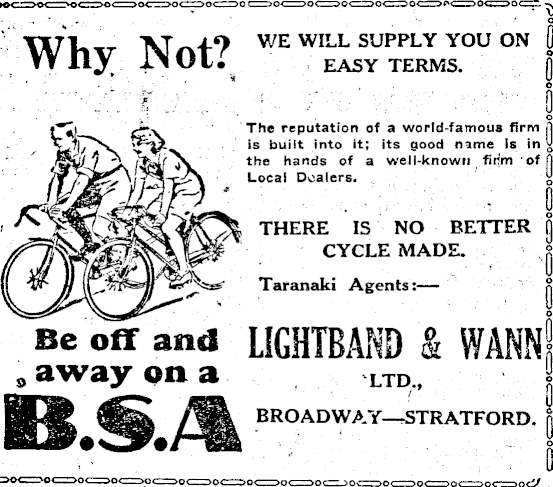 Why Not?
Be off and
away on a
B.S.A
WE WILL SUPPLY YOU ON
EASY TERMS.
The reputation of a world-famous firm
is built into it; its good name is in
the hands of a well-known firm of
Local Dealers.
THERE IS NO BETTER
CYCLE MADE.
Taranaki Agents:—
LIGHTBAND & WANN
LTD.,
BROADWAY—STRATFORD.